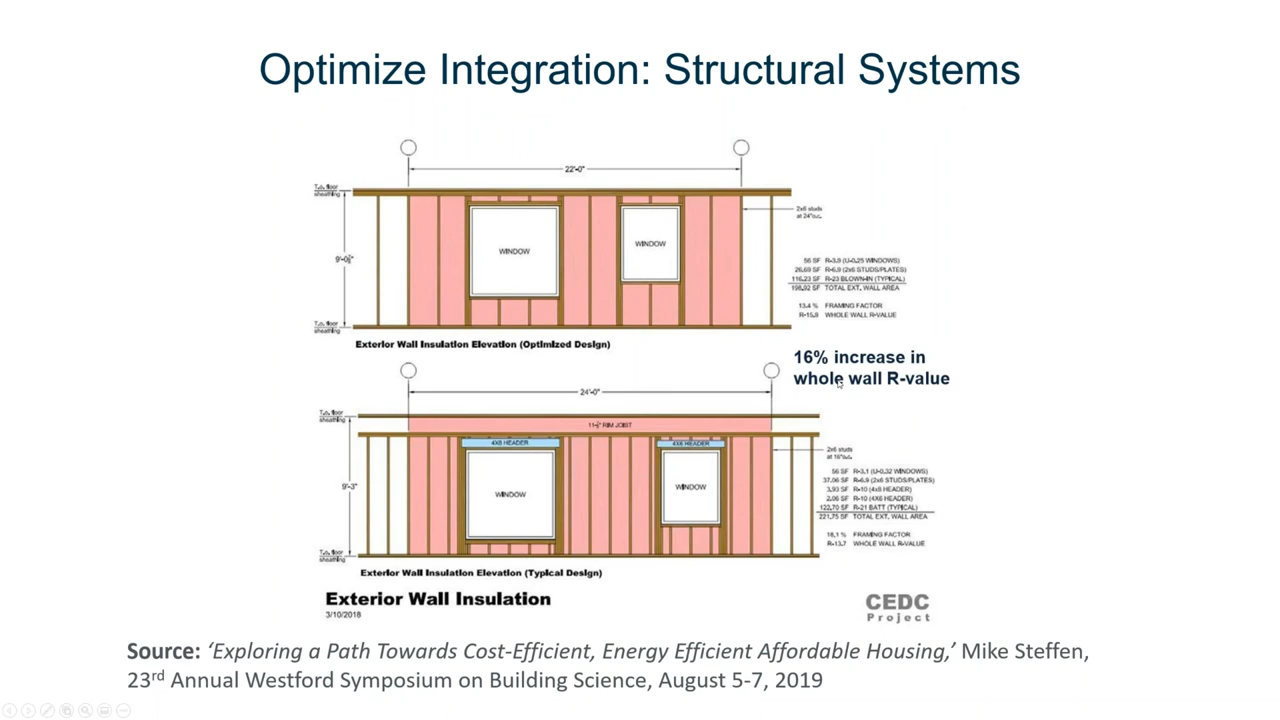 Optimize Integration: Structural Systems
22'-0"
T.o. floor
sheathing
2x6 studs
at 24"o.c.
WINDOW
WINDOW
56 SF R-3.9 (U-0.25 WINDOWS)
26.69 SF R-6.9 (2x6 STUDS/PLATES)
116.23 SF R-23 BLOWN-IN (TYPICAL)
198.92 SF TOTAL EXT. WALL AREA
13.4 % FRAMING FACTOR
R-15.9 WHOLE WALL R-VALUE
T.o. floor
sheathing
Exterior Wall Insulation Elevation (Optimized Design)
16% increase in
whole wall R-value
24'-0"
T.o. floor
sheathing
RIM JOIST
4X8 HEADER
4X6 HEADER
2x6 studs
at 16"o.c.
9'-3"
WINDOW
WINDOW
56 SF R-3.1 (U-0.32 WINDOWS)
37.06 SF R-6.9 (2x6 STUDS/PLATES)
3.93 SF R-10 (4x8 HEADER)
2.06 SF R-10 (4X6 HEADER)
122.70 SF R-21 BATT (TYPICAL)
221.75 SF TOTAL EXT. WALL AREA
18.1 % FRAMING FACTOR
R-13.7 WHOLE WALL R-VALUE
T.o. floor
sheathing
Exterior Wall Insulation Elevation (Typical Design)
Exterior Wall Insulation
3/10/2018
CEDC
Project
Source: ‘Exploring a Path Towards Cost-Efficient, Energy Efficient Affordable Housing,’ Mike Steffen,
23rd Annual Westford Symposium on Building Science, August 5-7, 2019